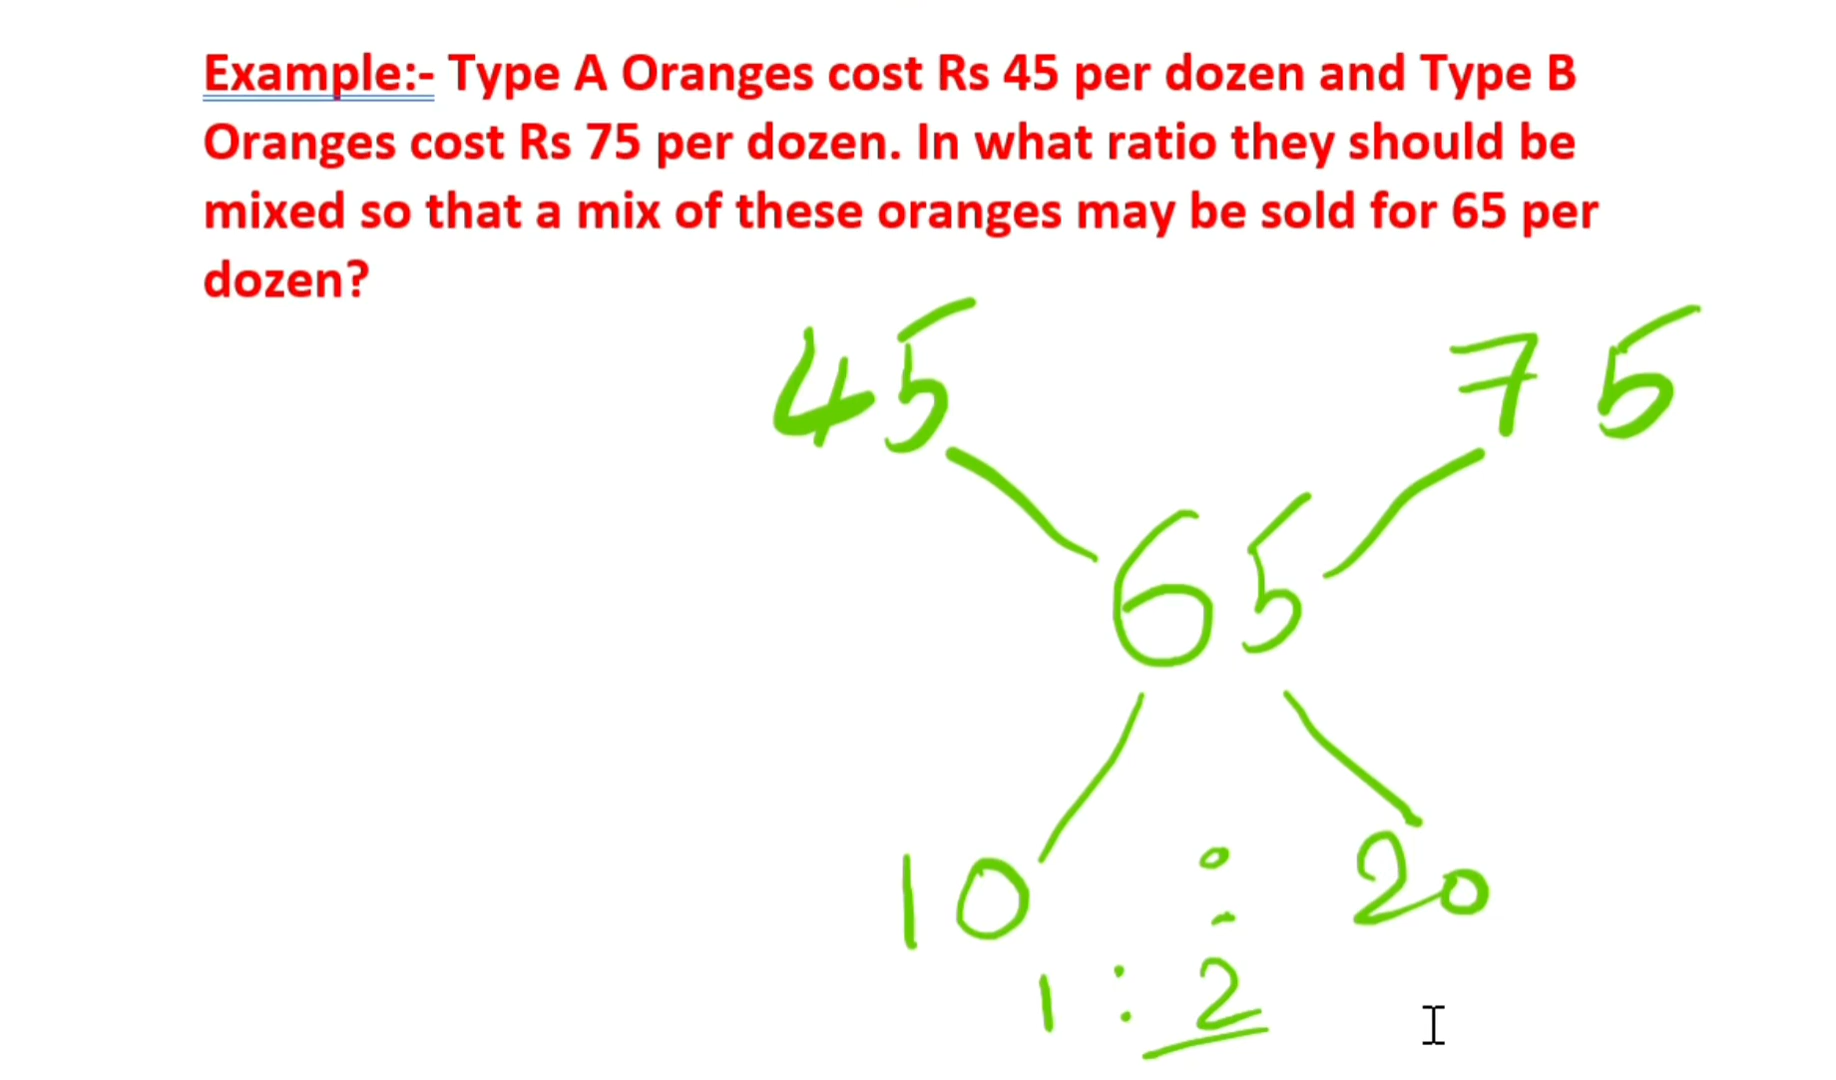 Example:- Type A Oranges cost Rs 45 per dozen and Type B
Oranges cost Rs 75 per dozen. In what ratio they should be
mixed so that a mix of these oranges may be sold for 65 per
dozen?
45 75
65
10 : 20
1 : 2